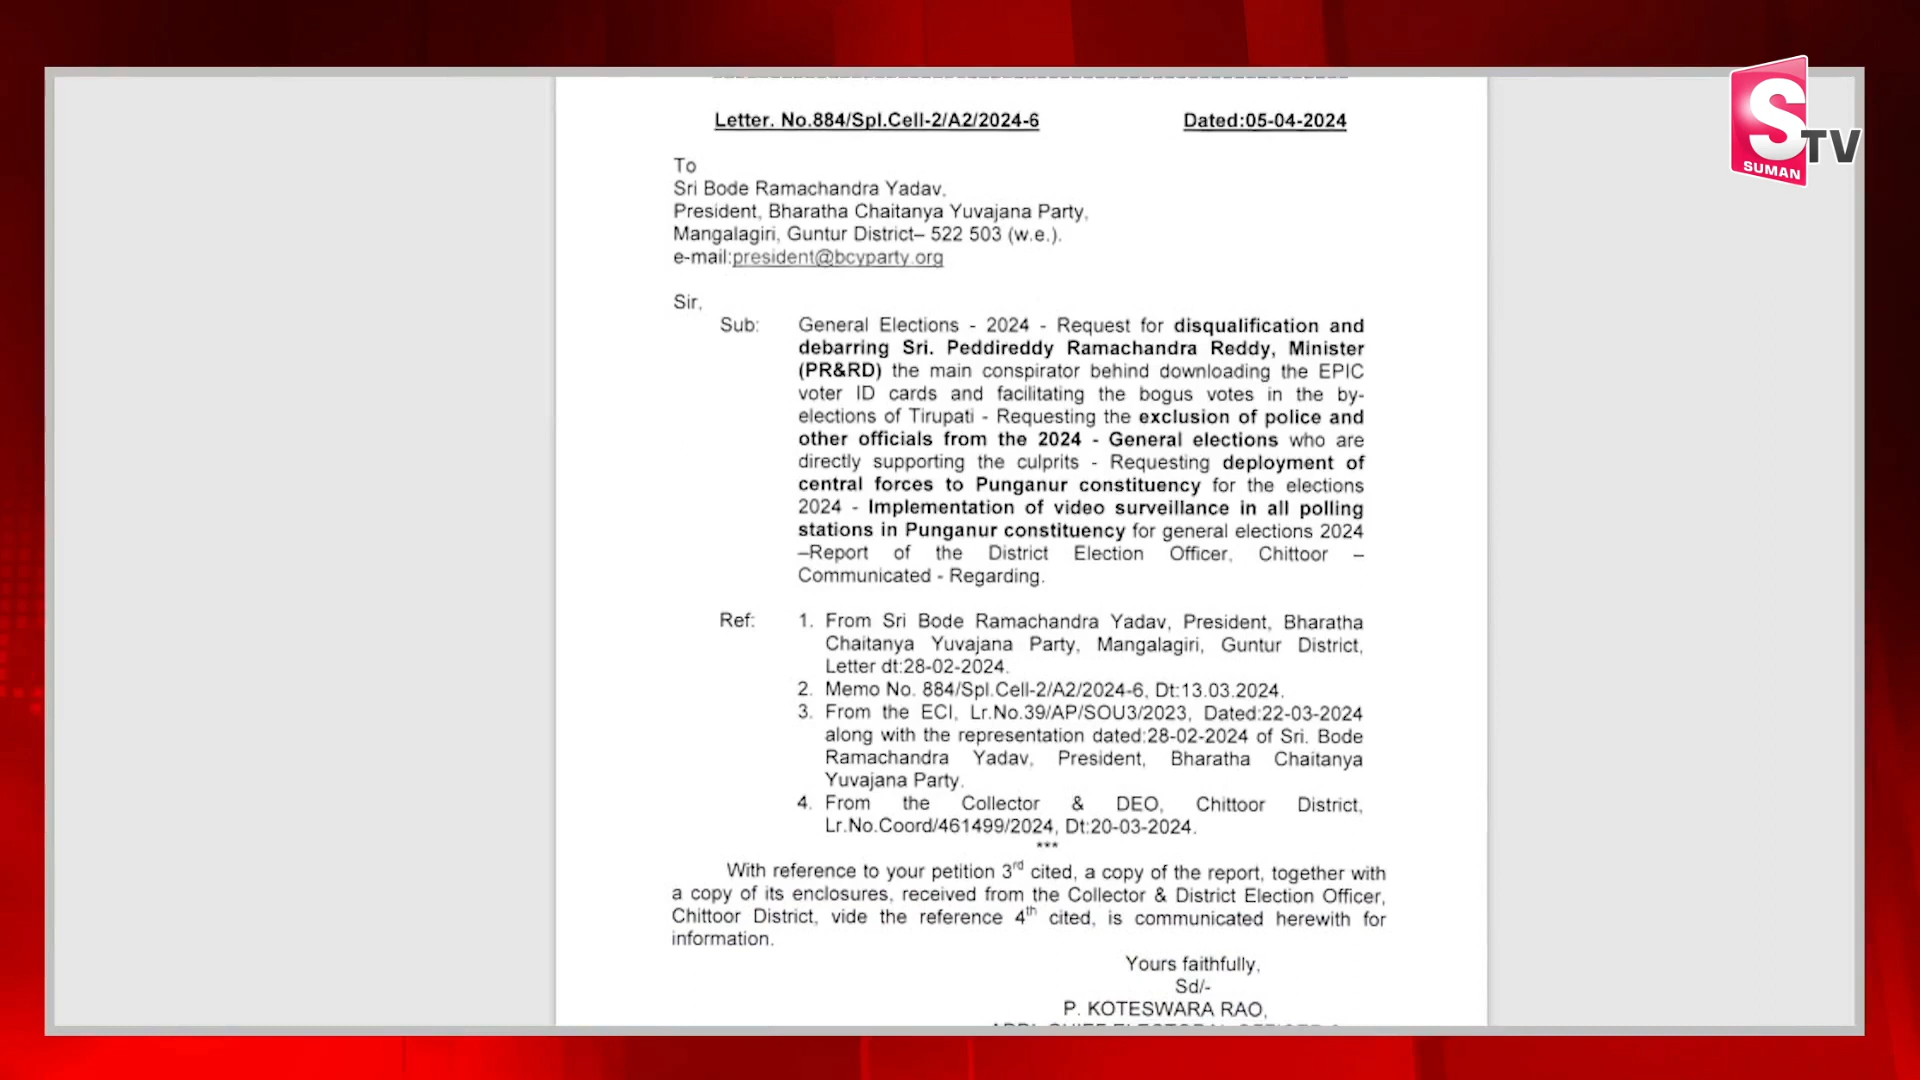 Letter. No.884/Spl.Cell-2/A2/2024-6 Dated:05-04-2024
S TV
SUMAN
To
Sri Bode Ramachandra Yadav,
President, Bharatha Chaitanya Yuvajana Party,
Mangalagiri, Guntur District– 522 503 (w.e.).
e-mail:president@bcyparty.org
Sir,
Sub: General Elections - 2024 - Request for disqualification and
debarring Sri. Peddireddy Ramachandra Reddy, Minister
(PR&RD) the main conspirator behind downloading the EPIC
voter ID cards and facilitating the bogus votes in the by-
elections of Tirupati - Requesting the exclusion of police and
other officials from the 2024 - General elections who are
directly supporting the culprits - Requesting deployment of
central forces to Punganur constituency for the elections
2024 - Implementation of video surveillance in all polling
stations in Punganur constituency for general elections 2024
–Report of the District Election Officer, Chittoor –
Communicated - Regarding.
Ref: 1. From Sri Bode Ramachandra Yadav, President, Bharatha
Chaitanya Yuvajana Party, Mangalagiri, Guntur District,
Letter dt:28-02-2024.
2. Memo No. 884/Spl.Cell-2/A2/2024-6, Dt:13.03.2024.
3. From the ECI, Lr.No.39/AP/SOU3/2023, Dated:22-03-2024
along with the representation dated:28-02-2024 of Sri. Bode
Ramachandra Yadav, President, Bharatha Chaitanya
Yuvajana Party.
4. From the Collector & DEO, Chittoor District,
Lr.No.Coord/461499/2024, Dt:20-03-2024.
***
With reference to your petition 3rd cited, a copy of the report, together with
a copy of its enclosures, received from the Collector & District Election Officer,
Chittoor District, vide the reference 4th cited, is communicated herewith for
information.
Yours faithfully,
Sd/-
P. KOTESWARA RAO,